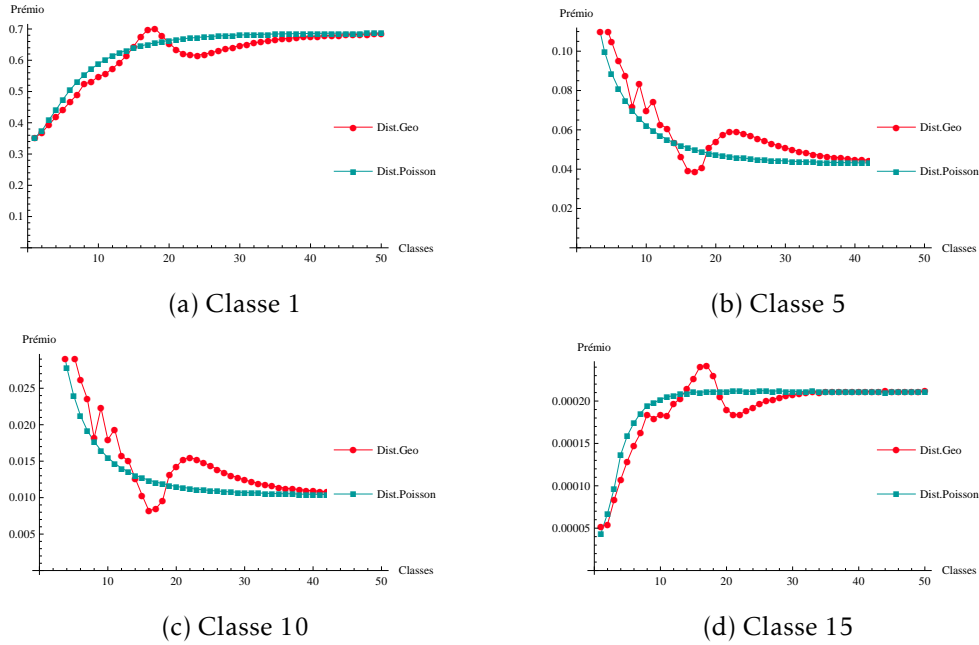 Prémio
0.7
0.6
0.5
0.4
0.3
0.2
0.1
10 20 30 40 50
Classes
Dist.Geo
Dist.Poisson
(a) Classe 1
Prémio
0.10
0.08
0.06
0.04
0.02
10 20 30 40 50
Classes
Dist.Geo
Dist.Poisson
(b) Classe 5
Prémio
0.025
0.020
0.015
0.010
0.005
10 20 30 40 50
Classes
Dist.Geo
Dist.Poisson
(c) Classe 10
Prémio
0.00020
0.00015
0.00010
0.00005
10 20 30 40 50
Classes
Dist.Geo
Dist.Poisson
(d) Classe 15